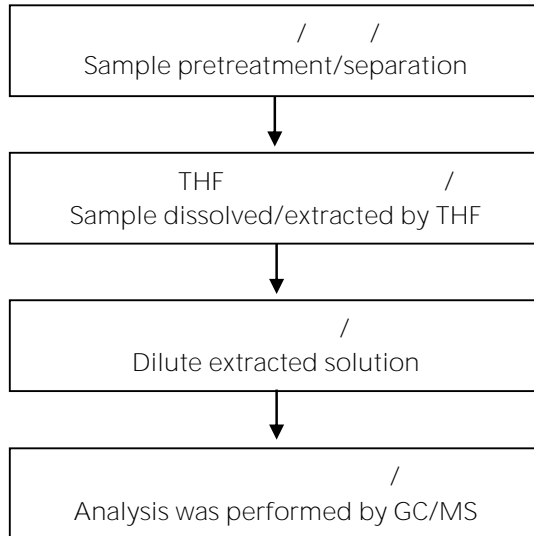 / /
Sample pretreatment/separation
THF /
Sample dissolved/extracted by THF
/
Dilute extracted solution
/
Analysis was performed by GC/MS